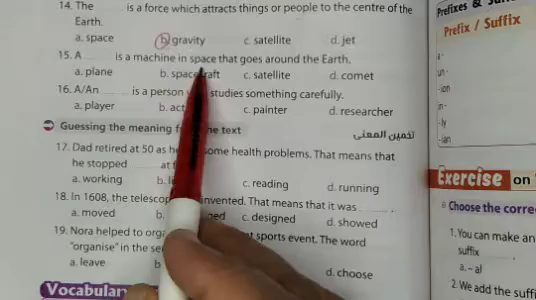 14. The is a force which attracts things or people to the centre of the
Earth.
a. space b. gravity c. satellite d. jet
15. A is a machine in space that goes around the Earth.
a. plane c. satellite d. comet
16. A/An is a person studies something carefully.
a. player c. painter d. researcher
Guessing the meaning the text
تخمين المعنى
17. Dad retired at 50 as some health problems. That means that
he stopped
a. working c. reading d. running
18. In 1608, the invented. That means that it was
a. moved b. c. designed d. showed
19. Nora helped to sports event. The word
"organise" in the
a. leave b d. choose
Prefixes &
Prefix / Suffix
a-
un-
-ion
in-
-ly
-ian
Exercise on
Choose the corre
1. You can make an
suffix
a. – al
2. We add the suffi